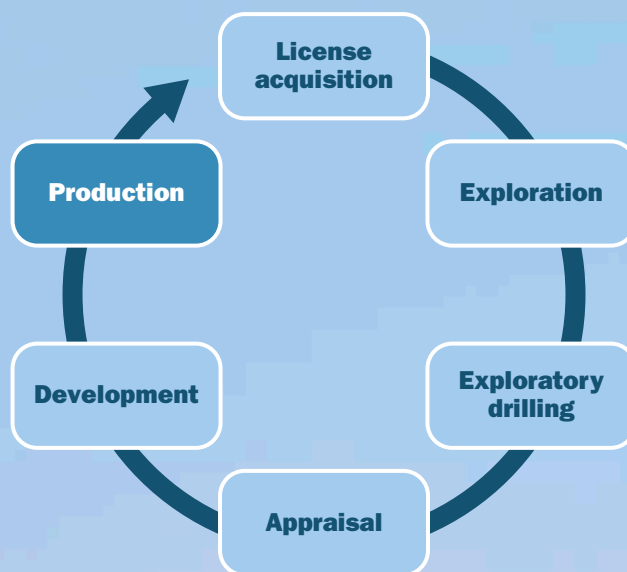 License
acquisition
Exploration
Exploratory
drilling
Appraisal
Development
Production